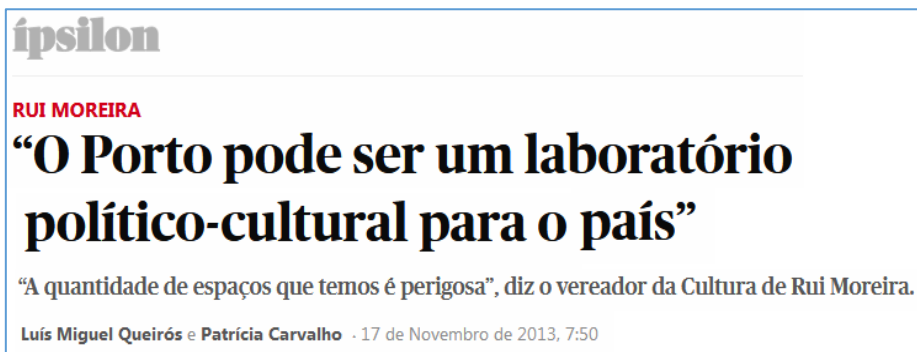 ípsilon
RUI MOREIRA
“O Porto pode ser um laboratório
político-cultural para o país”
“A quantidade de espaços que temos é perigosa”, diz o vereador da Cultura de Rui Moreira.
Luís Miguel Queirós e Patrícia Carvalho · 17 de Novembro de 2013, 7:50